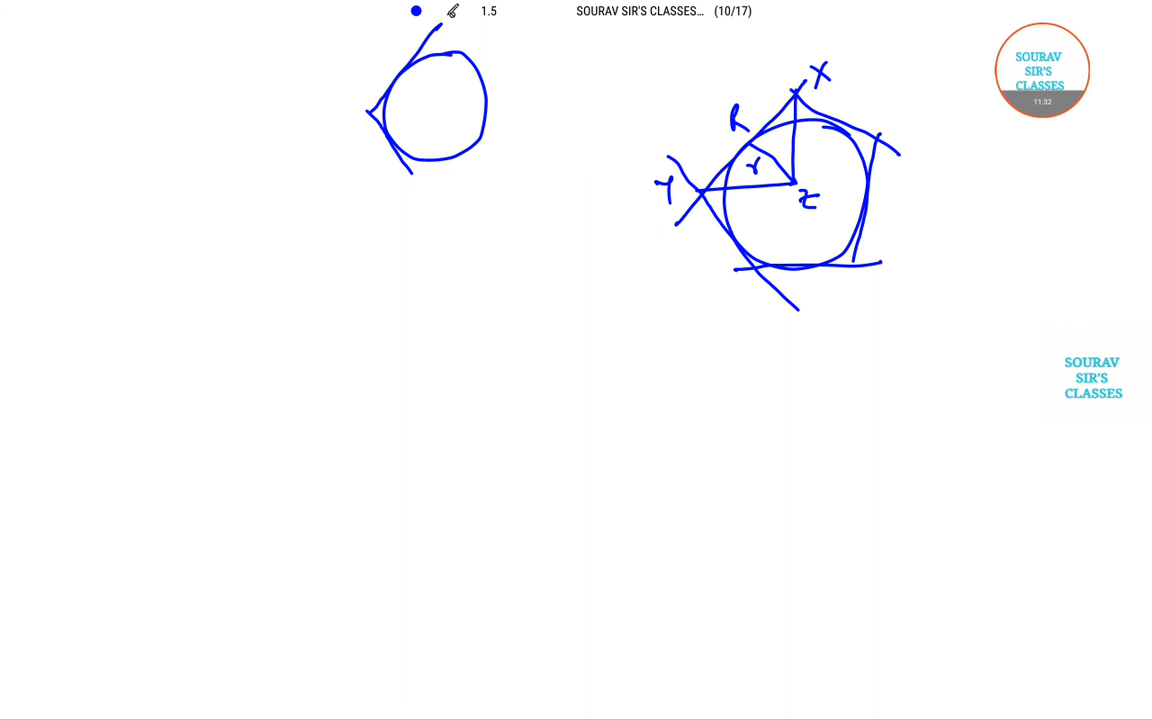 1.5 SOURAV SIR'S CLASSES... (10/17)
SOURAV
SIR'S
CLASSES
11:32
X
R
r
Y
Z
SOURAV
SIR'S
CLASSES